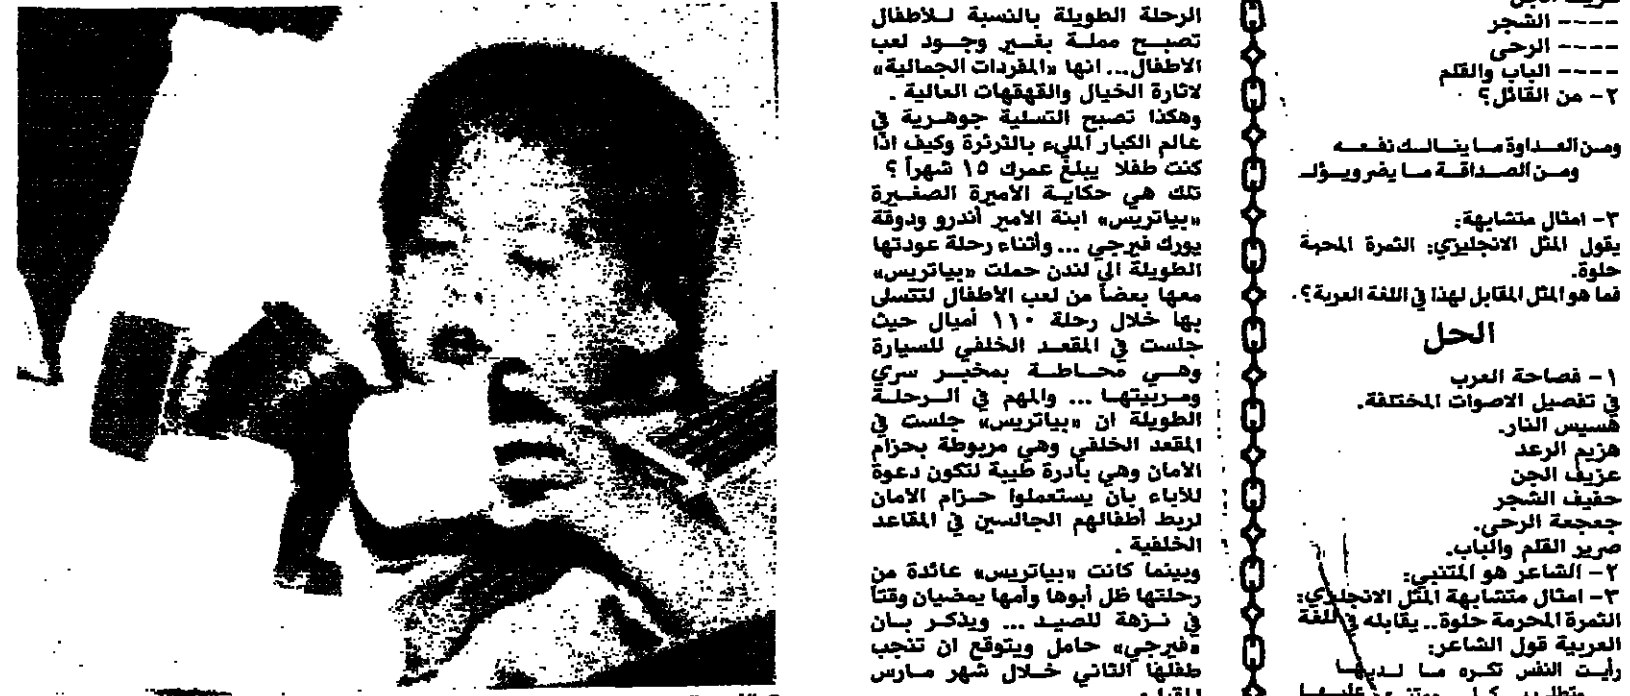 ---- الشجر
---- الرحى
---- الباب والقلم
٢- من القائل؟
ومن العداوة ما ينالك نفعه
ومن الصداقة ما يضر ويؤلـ
٣- امثال متشابهة:
يقول المثل الانجليزي: الثمرة المحرمة
حلوة.
فما هو المثل المقابل لهذا في اللغة العربية؟.
الحل
١- فصاحة العرب
في تفصيل الاصوات المختلفة.
هسيس النار.
هزيم الرعد
عزيف الجن
حفيف الشجر
جعجعة الرحى.
صرير القلم والباب.
٢- الشاعر هو المتنبي:
٣- امثال متشابهة المثل الانجليزي:
الثمرة المحرمة حلوة.. يقابله في اللغة
العربية قول الشاعر:
رأيت النفس تكره ما لديها
الرحلة الطويلة بالنسبة للأطفال
تصبح مملة بغير وجود لعب
الاطفال... انها «المفردات الجمالية»
لاثارة الخيال والقهقهات العالية .
وهكذا تصبح التسلية جوهرية في
عالم الكبار المليء بالثرثرة وكيف اذا
كنت طفلا يبلغ عمرك ١٥ شهراً ؟
تلك هي حكاية الاميرة الصغيرة
«بياتريس» ابنة الامير أندرو ودوقة
يورك فيرجي ... وأثناء رحلة عودتها
الطويلة الي لندن حملت «بياتريس»
معها بعضاً من لعب الأطفال لتتسلى
بها خلال رحلة ١١٠ أميال حيث
جلست في المقعد الخلفي للسيارة
وهي محاطة بمخبر سري
ومربيتها ... والمهم في الرحلة
الطويلة ان «بياتريس» جلست في
المقعد الخلفي وهي مربوطة بحزام
الامان وهي بادرة طيبة لتكون دعوة
للآباء بان يستعملوا حزام الامان
لربط أطفالهم الجالسين في المقاعد
الخلفية .
وبينما كانت «بياتريس» عائدة من
رحلتها ظل أبوها وأمها يمضيان وقتا
في نزهة للصيد ... ويذكر بان
«فيرجي» حامل ويتوقع ان تنجب
طفلها الثاني خلال شهر مارس